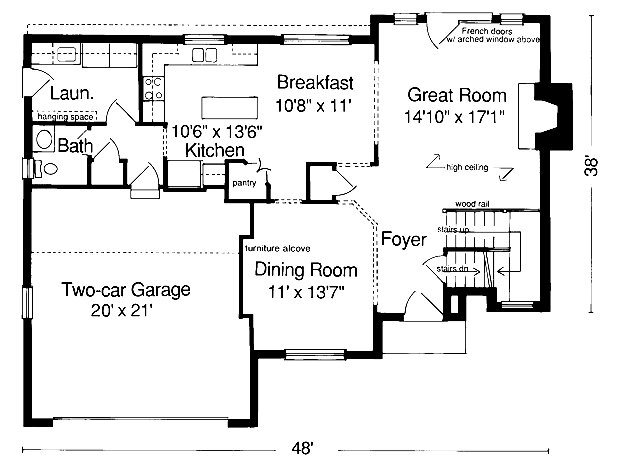 French doors
w/ arched window above
Breakfast
10'8" x 11'
Great Room
14'10" x 17'1"
Laun.
hanging space
Bath
10'6" x 13'6"
Kitchen
pantry
high ceiling
wood rail
stairs up
Foyer
furniture alcove
stairs dn
Dining Room
11' x 13'7"
Two-car Garage
20' x 21'
38'
48'